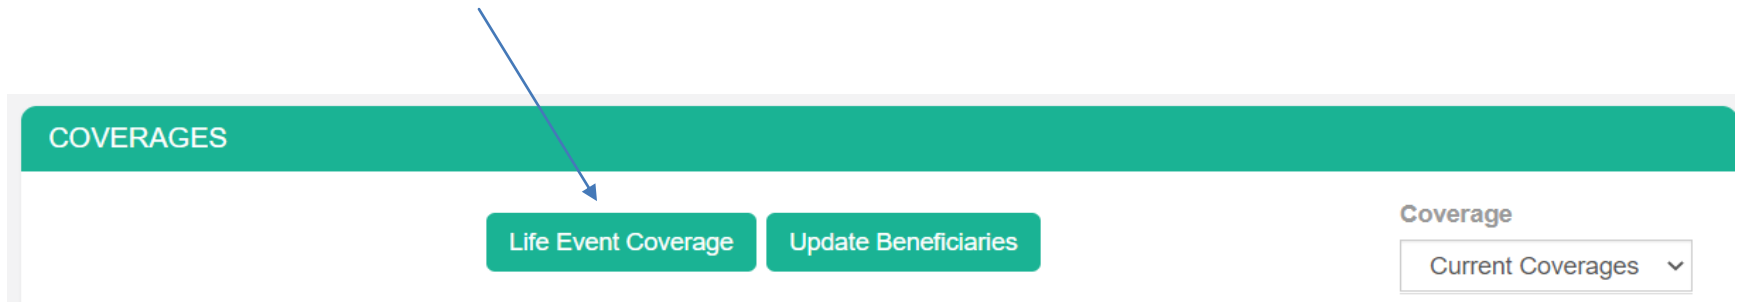 COVERAGES
Life Event Coverage
Update Beneficiaries
Coverage
Current Coverages